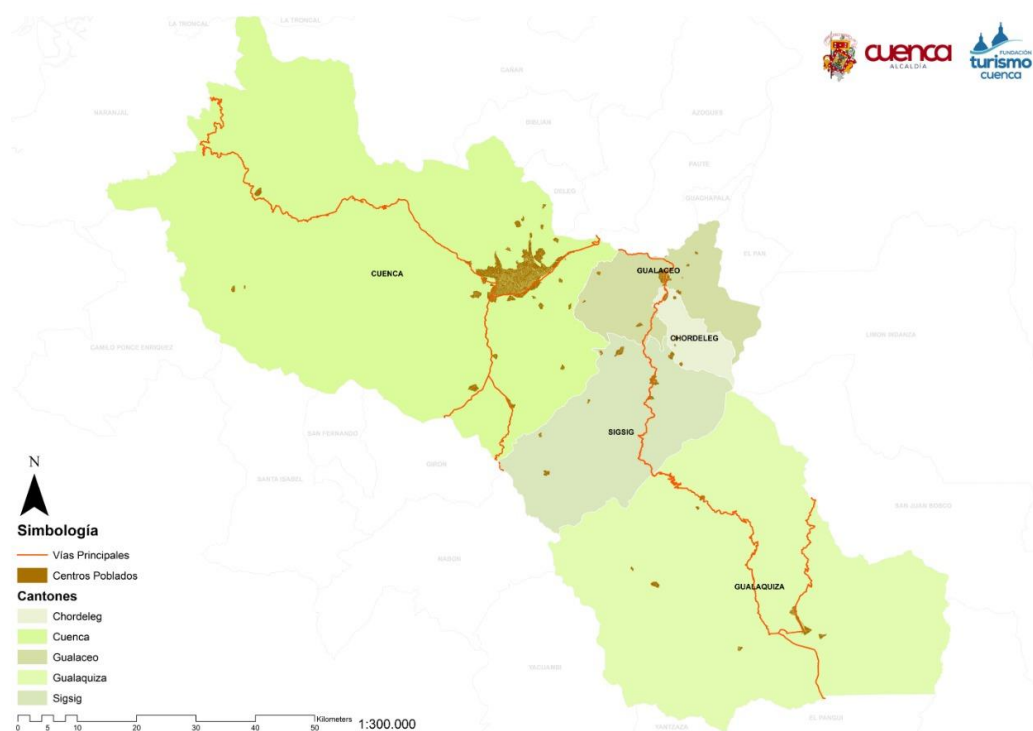 LA TRONCAL
LA TRONCAL
CAÑAR
NARANJAL
BIBLIAN
AZOGUES
DELEG
PAUTE
GUACHAPALA
EL PAN
cuenca
ALCALDÍA
FUNDACIÓN
turismo
cuenca
CUENCA
GUALACEO
CHORDELEG
LIMON INDANZA
CAMILO PONCE ENRIQUEZ
SAN FERNANDO
SIGSIG
GIRON
SANTA ISABEL
SAN JUAN BOSCO
NABON
GUALAQUIZA
YACUAMBI
EL PANGUI
YANTZAZA
N
Simbología
Vías Principales
Centros Poblados
Cantones
Chordeleg
Cuenca
Gualaceo
Gualaquiza
Sigsig
Kilometers
0 5 10 20 30 40 50
1:300.000